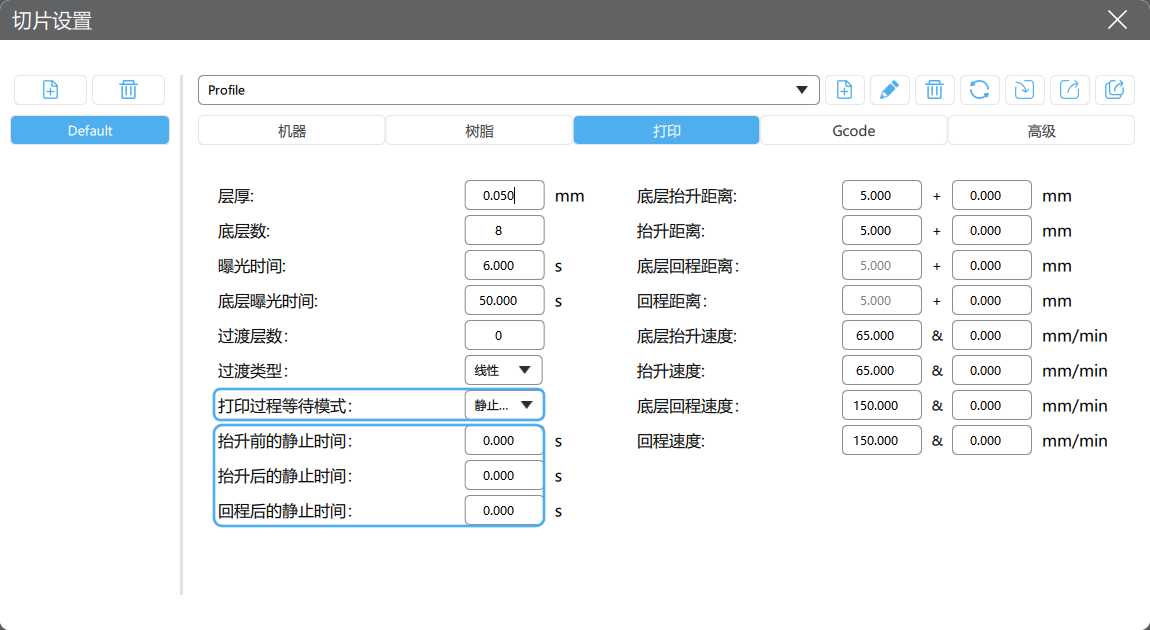 切片设置
Default
Profile
机器 树脂 打印 Gcode 高级
层厚: 0.050 mm
底层数: 8
曝光时间: 6.000 s
底层曝光时间: 50.000 s
过渡层数: 0
过渡类型: 线性
打印过程等待模式: 静止...
抬升前的静止时间: 0.000 s
抬升后的静止时间: 0.000 s
回程后的静止时间: 0.000 s
底层抬升距离: 5.000 + 0.000 mm
抬升距离: 5.000 + 0.000 mm
底层回程距离: 5.000 + 0.000 mm
回程距离: 5.000 + 0.000 mm
底层抬升速度: 65.000 & 0.000 mm/min
抬升速度: 65.000 & 0.000 mm/min
底层回程速度: 150.000 & 0.000 mm/min
回程速度: 150.000 & 0.000 mm/min